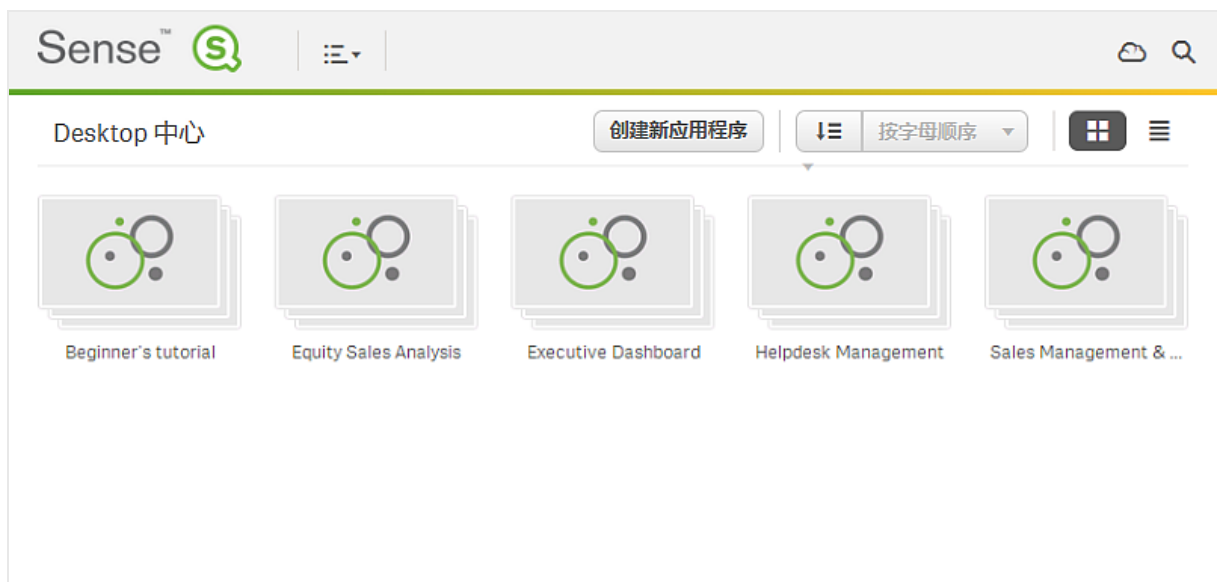 Sense™
Desktop 中心
创建新应用程序
按字母顺序
Beginner's tutorial
Equity Sales Analysis
Executive Dashboard
Helpdesk Management
Sales Management & ...